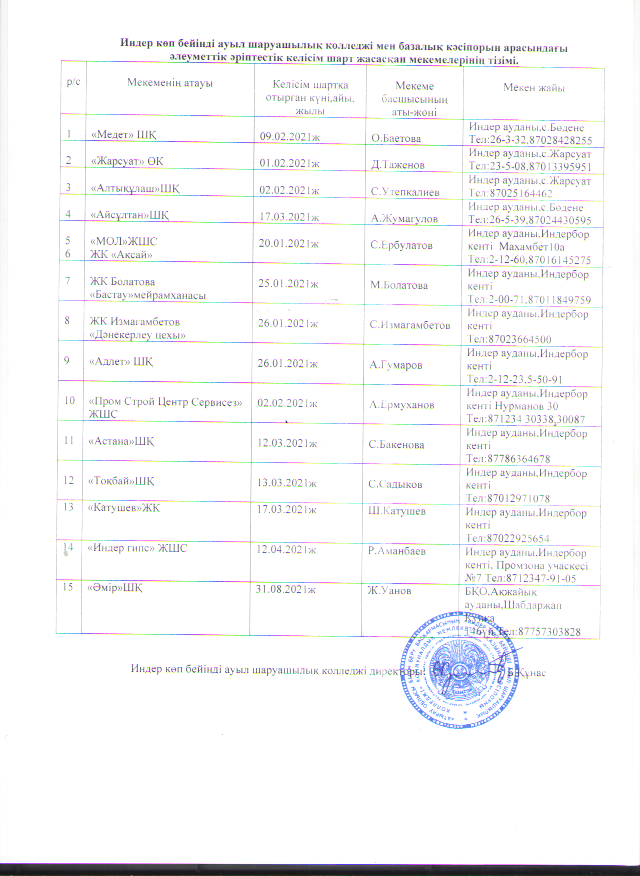 Индер көп бейінді ауыл шаруашылық колледжі мен базалық кәсіпорын арасындағы
әлеуметтік әріптестік келісім шарт жасасқан мекемелерінің тізімі.
р/с Мекеменің атауы Келісім шартқа отырған күні,айы, жылы Мекеме басшысының аты-жөні Мекен жайы
1 «Медет» ШҚ 09.02.2021ж О.Баетова Индер ауданы,с.Бөдене
Тел:26-3-32,87028428255
2 «Жарсуат» ӨК 01.02.2021ж Д.Таженов Индер ауданы,с.Жарсуат
Тел:23-5-08,87013395951
3 «Алтықұлаш»ШҚ 02.02.2021ж С.Утепкалиев Индер ауданы,с.Жарсуат
Тел:87025164462
4 «Айсұлтан»ШҚ 17.03.2021ж А.Жумагулов Индер ауданы,с.Бөдене
Тел:26-5-39,87024430595
5 «МОЛ»ЖШС 20.01.2021ж С.Ербулатов Индер ауданы,Индербор
6 ЖК «Ақсай» кенті Махамбет10а
Тел:2-12-60,87016145275
7 ЖК Болатова 25.01.2021ж М.Болатова Индер ауданы,Индербор
«Бастау»мейрамханасы кенті
Тел:2-00-71,87011849759
8 ЖК Измагамбетов 26.01.2021ж С.Измагамбетов Индер ауданы,Индербор
«Дәнекерлеу цехы» кенті
Тел:87023664500
9 «Адлет» ШҚ 26.01.2021ж А.Гумаров Индер ауданы,Индербор
кенті
Тел:2-12-23,5-50-91
10 «Пром Строй Центр Сервисез» 02.02.2021ж А.Ермуханов Индер ауданы,Индербор
ЖШС кенті Нурманов 30
Тел:871234 30338,30087
11 «Астана»ШҚ 12.03.2021ж С.Бакенова Индер ауданы,Индербор
кенті
Тел:87786364678
12 «Тоқбай»ШҚ 13.03.2021ж С.Садыков Индер ауданы,Индербор
кенті
Тел:87012971078
13 «Катушев»ЖК 17.03.2021ж Ш.Катушев Индер ауданы,Индербор
кенті
Тел:87022925654
14 «Индер гипс» ЖШС 12.04.2021ж Р.Аманбаев Индер ауданы,Индербор
кенті, Промзона учаскесі
№7 Тел:8712347-91-05
15 «Әмір»ШҚ 31.08.2021ж Ж.Уанов БҚО,Ақжайық
ауданы,Шабдаржап
Тел:87757303828
Индер көп бейінді ауыл шаруашылық колледжі директоры: Б.Құнас